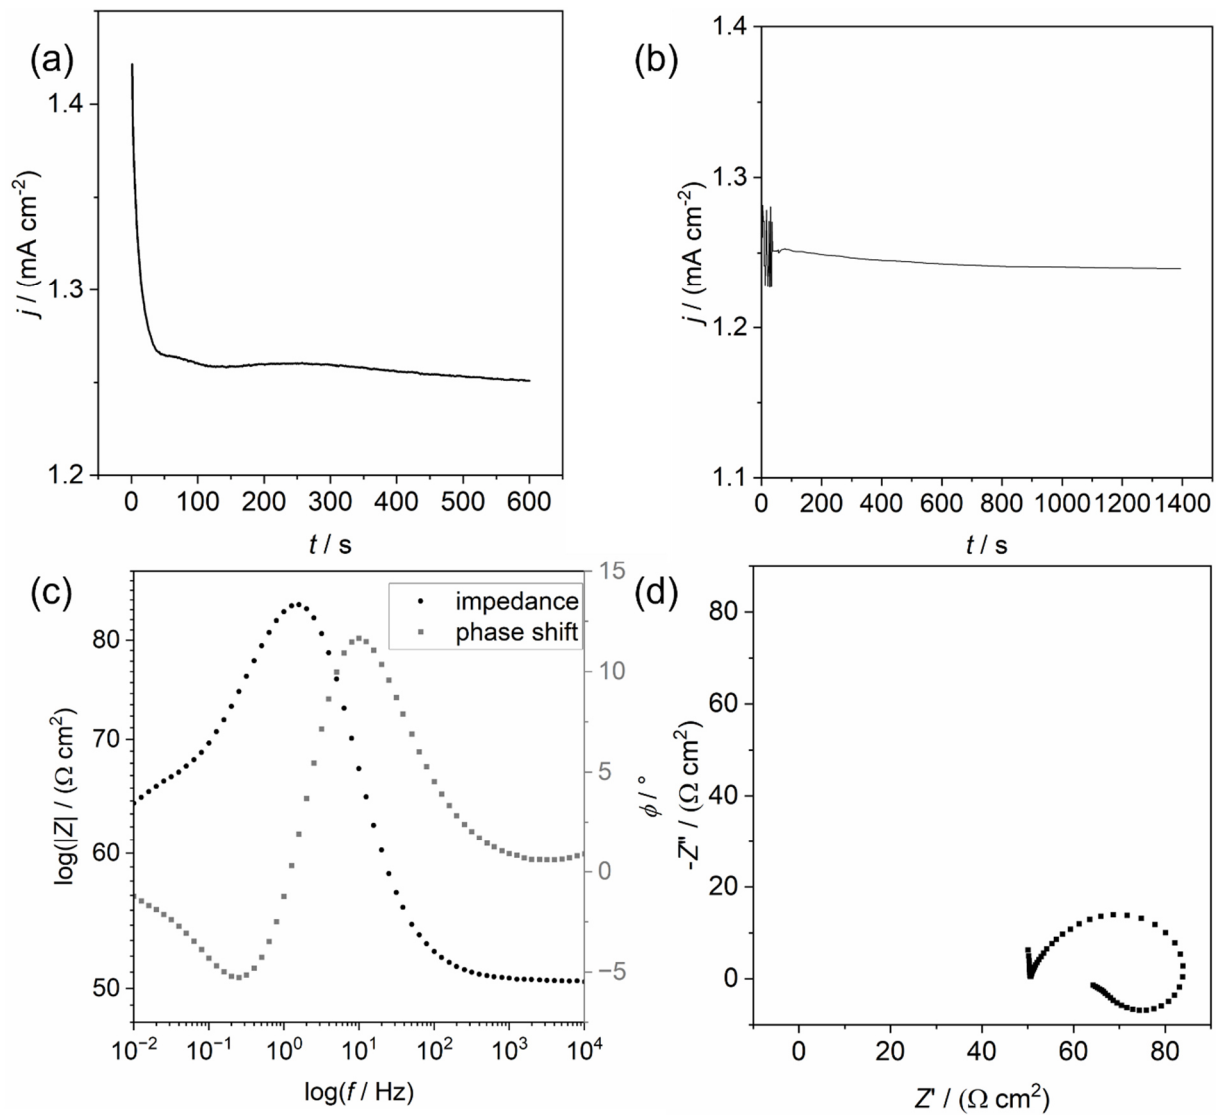 (a)
1.4
1.3
1.2
j / (mA cm-2)
0 100 200 300 400 500 600
t / s
(b)
1.4
1.3
1.2
1.1
j / (mA cm-2)
0 200 400 600 800 1000 1200 1400
t / s
(c)
impedance
phase shift
80
70
60
50
log(|Z| / (Ω cm2)
15
10
5
0
−5
ϕ / °
10−2 10−1 100 101 102 103 104
log(f / Hz)
(d)
80
60
40
20
0
-Z" / (Ω cm2)
0 20 40 60 80
Z' / (Ω cm2)